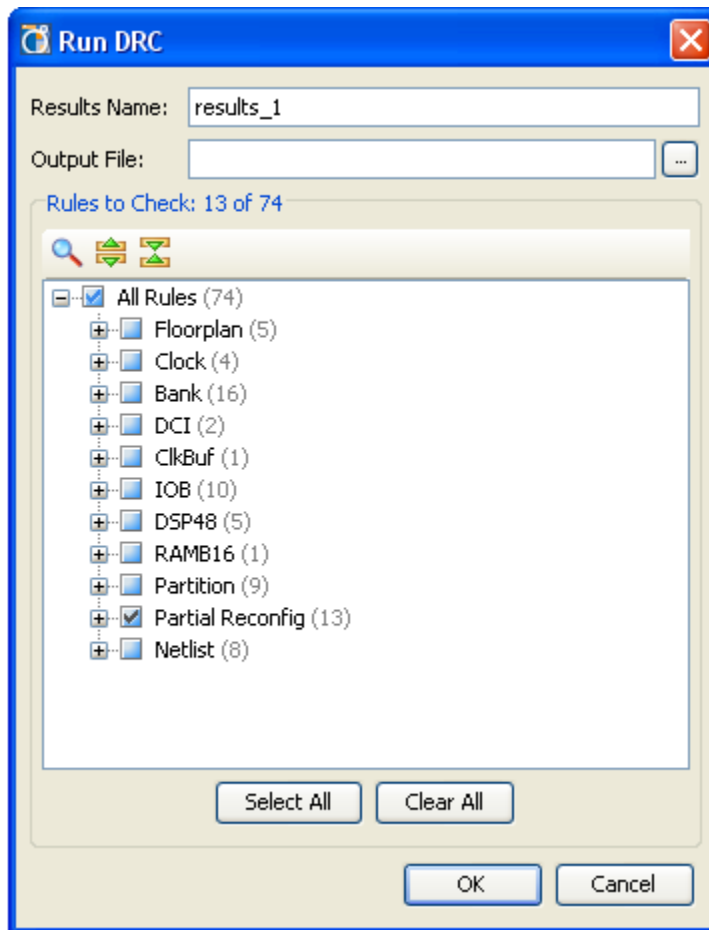 Run DRC
Results Name: results_1
Output File: ...
Rules to Check: 13 of 74
All Rules (74)
Floorplan (5)
Clock (4)
Bank (16)
DCI (2)
ClkBuf (1)
IOB (10)
DSP48 (5)
RAMB16 (1)
Partition (9)
Partial Reconfig (13)
Netlist (8)
Select All Clear All
OK Cancel